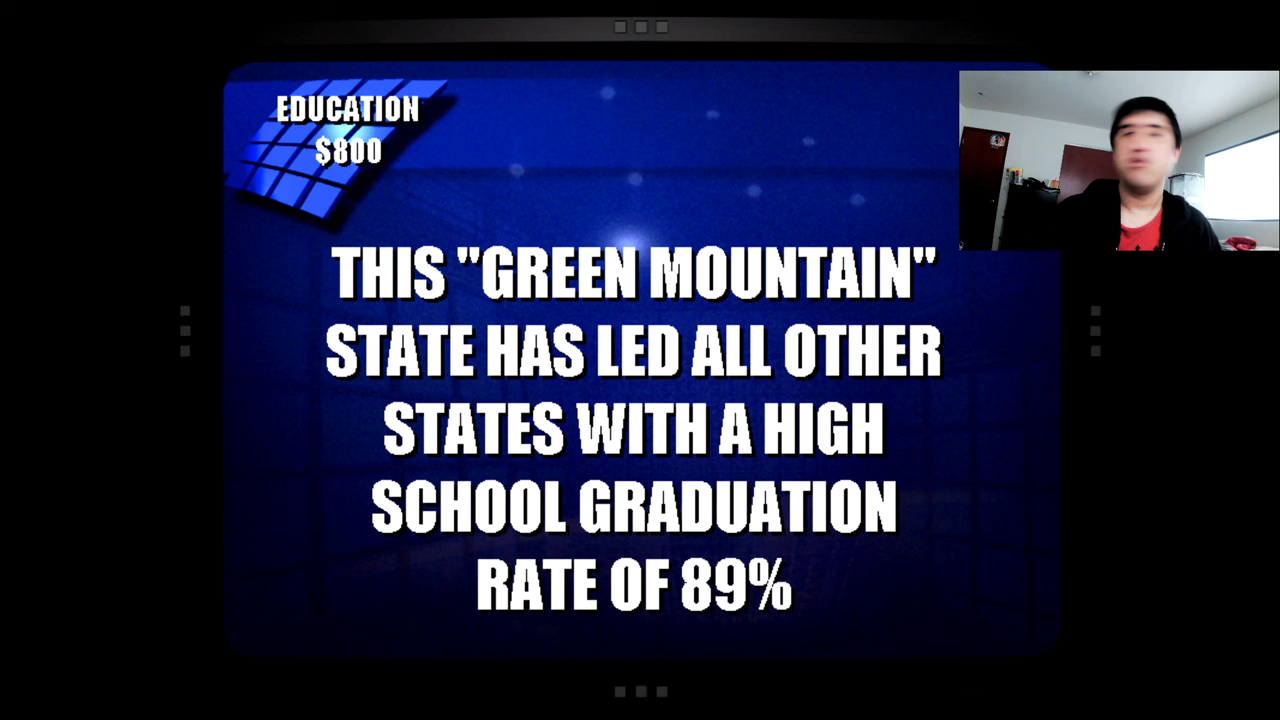 EDUCATION
$800
THIS "GREEN MOUNTAIN"
STATE HAS LED ALL OTHER
STATES WITH A HIGH
SCHOOL GRADUATION
RATE OF 89%